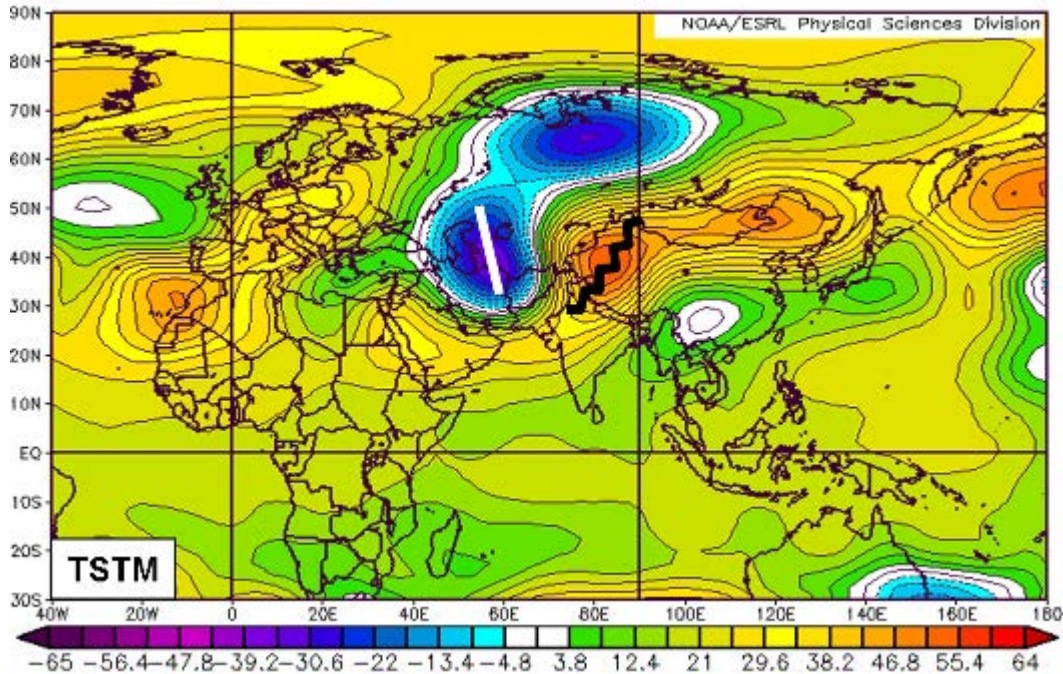 NOAA/ESRL Physical Sciences Division
90N
80N
70N
60N
50N
40N
30N
20N
10N
EQ
10S
20S
30S
TSTM
40W 20W 0 20E 40E 60E 80E 100E 120E 140E 160E 180
-65 -56.4 -47.8 -39.2 -30.6 -22 -13.4 -4.8 3.8 12.4 21 29.6 38.2 46.8 55.4 64